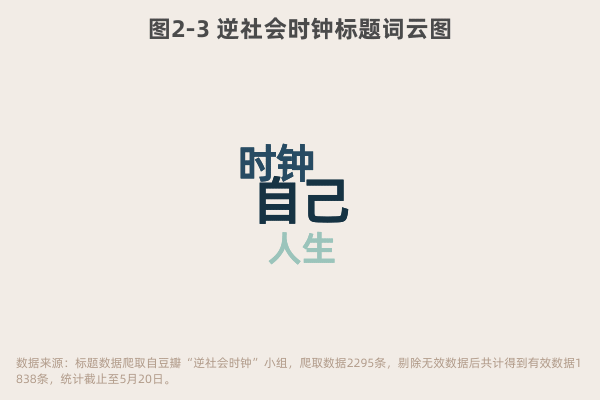 图2-3 逆社会时钟标题词云图
时钟
自己
人生
数据来源：标题数据爬取自豆瓣“逆社会时钟”小组，爬取数据2295条，剔除无效数据后共计得到有效数据1
838条，统计截止至5月20日。